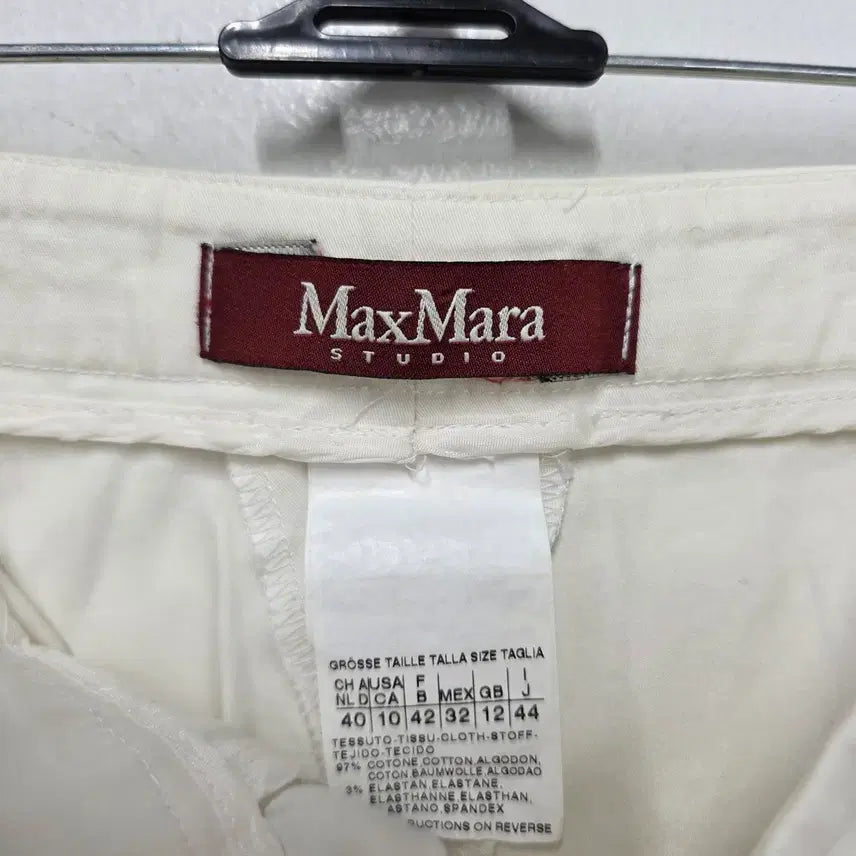 MaxMara
STUDIO
GRÖSSE TAILLE TALLA SIZE TAGLIA
CH A USA F I
NL D CA B MEX GB J
40 10 42 32 12 44
TESSUTO-TISSU-CLOTH-STOFF-
TEJIDO-TECIDO
97% COTONE,COTTON,ALGODON,
COTON,BAUMWOLLE,ALGODAO
3% ELASTAN,ELASTANE,
ELASTHANNE,ELASTHAN,
ASTANO,SPANDEX
RUCTIONS ON REVERSE